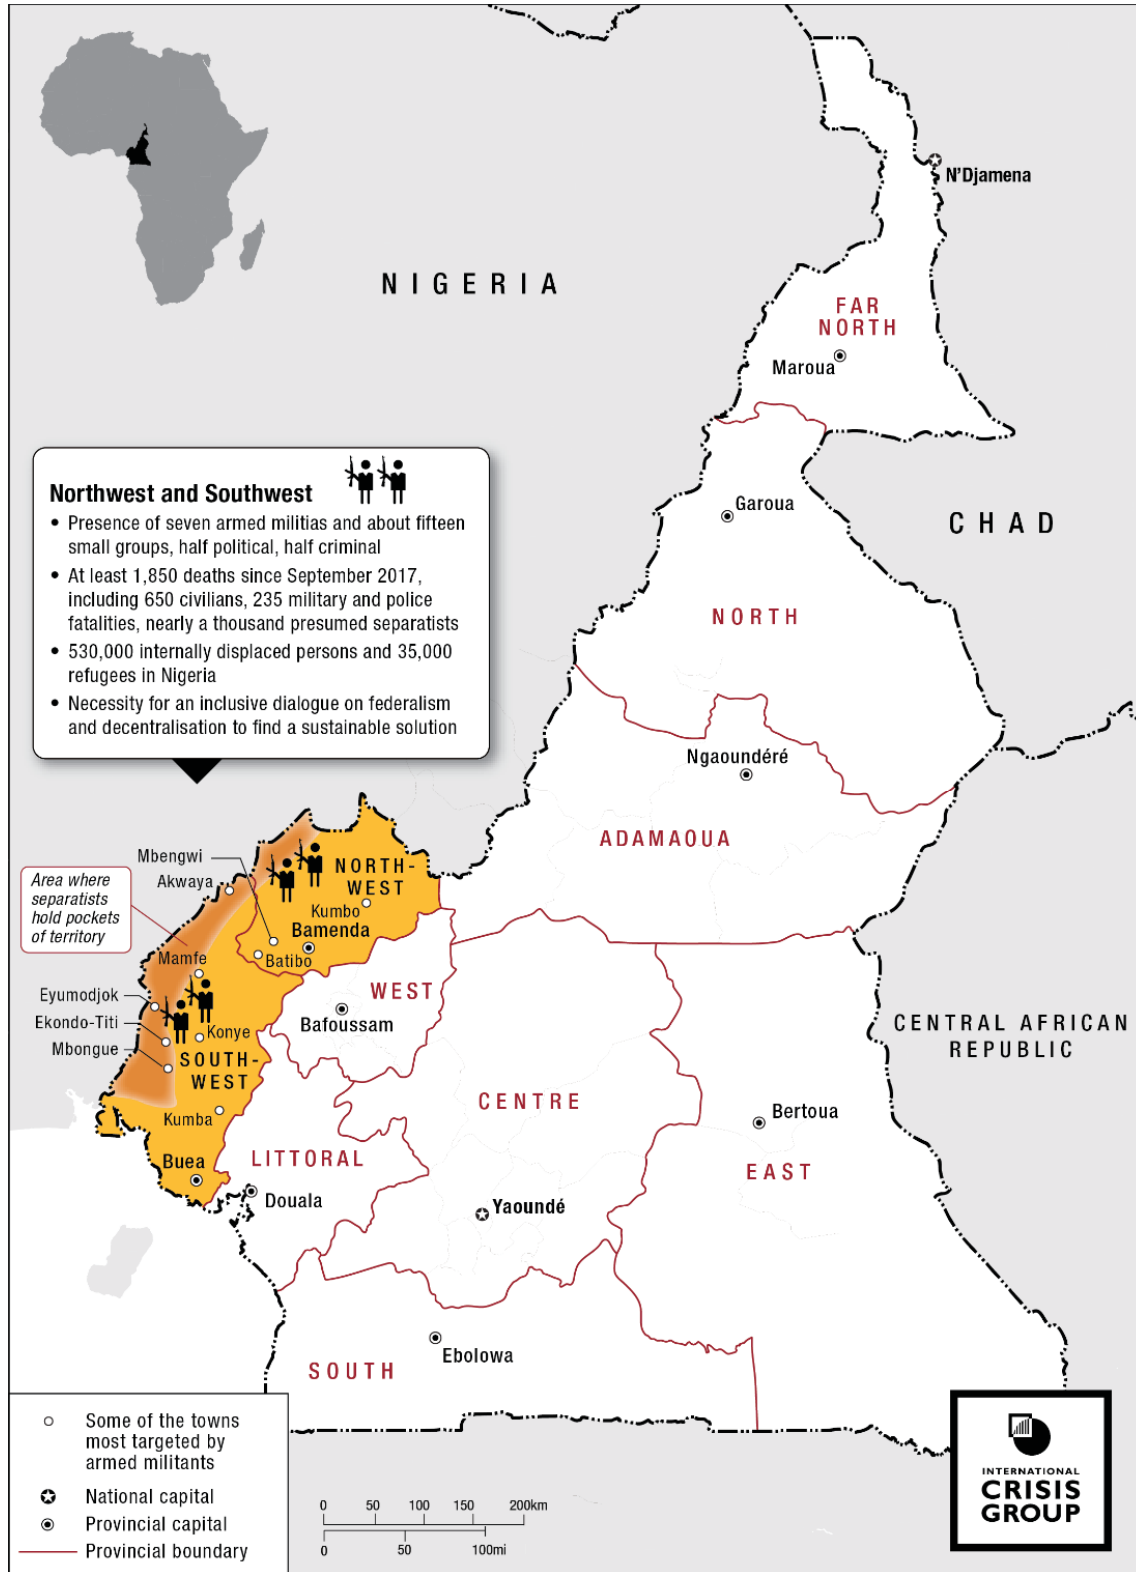 N'Djamena
NIGERIA
FAR
NORTH
Maroua
Northwest and Southwest
• Presence of seven armed militias and about fifteen
small groups, half political, half criminal
• At least 1,850 deaths since September 2017,
including 650 civilians, 235 military and police
fatalities, nearly a thousand presumed separatists
• 530,000 internally displaced persons and 35,000
refugees in Nigeria
• Necessity for an inclusive dialogue on federalism
and decentralisation to find a sustainable solution
Garoua
CHAD
NORTH
Ngaoundéré
ADAMAOUA
Mbengwi
Akwaya
NORTH-
WEST
Area where
separatists
hold pockets
of territory
Kumbo
Bamenda
Batibo
Mamfe
WEST
Eyumodjok
Ekondo-Titi
Mbongue
Konye
Bafoussam
SOUTH-
WEST
CENTRAL AFRICAN
REPUBLIC
CENTRE
Kumba
Bertoua
Buea
LITTORAL
EAST
Douala
Yaoundé
Ebolowa
SOUTH
Some of the towns
most targeted by
armed militants
National capital
Provincial capital
Provincial boundary
0 50 100 150 200km
0 50 100mi
INTERNATIONAL
CRISIS
GROUP